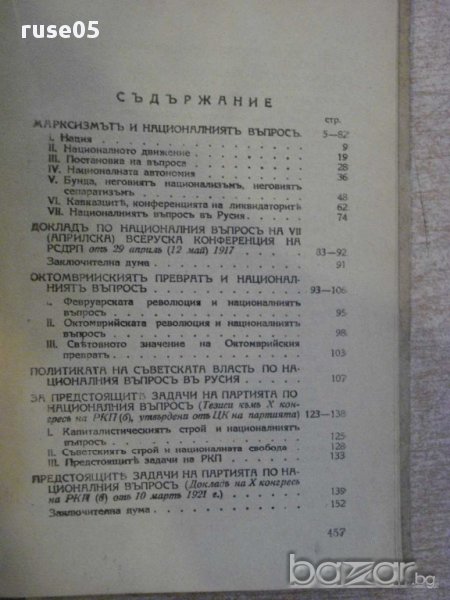 ruse05
СЪДЪРЖАНИЕ
стр.
МАРКСИЗМЪТЪ И НАЦИОНАЛНИЯТЪ ВЪПРОСЪ. 5—82
I. Нация . . . 9
II. Националното движение . . . 19
III. Постановка на въпроса . . . 28
IV. Националната автономия . . . 36
V. Бунда, неговиятъ национализъмъ, неговиятъ
сепаратизъмъ . . . 48
VI. Кавказцитѣ, конференцията на ликвидаторитѣ 62
VII. Националниятъ въпросъ въ Русия . . . 74
ДОКЛАДЪ ПО НАЦИОНАЛНИЯ ВЪПРОСЪ НА VII
(АПРИЛСКА) ВСЕРУСКА КОНФЕРЕНЦИЯ НА
РСДРП отъ 29 априлъ (12 май) 1917 . . . 83—92
Заключителна дума . . . 91
ОКТОМВРИЙСКИЯТЪ ПРЕВРАТЪ И НАЦИОНАЛ-
НИЯТЪ ВЪПРОСЪ . . . 93—106
I. Февруарската революция и националниятъ
въпросъ . . . 95
II. Октомврийската революция и националниятъ
въпросъ . . . 98
III. Свѣтовното значение на Октомврийския
превратъ . . . 103
ПОЛИТИКАТА НА СЪВЕТСКАТА ВЛАСТЬ ПО НА-
ЦИОНАЛНИЯ ВЪПРОСЪ ВЪ РУСИЯ . . . 107
ЗА ПРЕДСТОЯЩИТѢ ЗАДАЧИ НА ПАРТИЯТА ПО
НАЦИОНАЛНИЯ ВЪПРОСЪ (Тезиси къмъ X
конгресъ на РКП (б), утвърдени отъ ЦК на партията) 123—138
I. Капиталистическиятъ строй и националниятъ
въпросъ . . . 125
II. Съветскиятъ строй и националната свобода . 128
III. Предстоящитѣ задачи на РКП . . . 133
ПРЕДСТОЯЩИТѢ ЗАДАЧИ НА ПАРТИЯТА ПО НА-
ЦИОНАЛНИЯ ВЪПРОСЪ (Докладъ на X конгресъ
на РКП (б) отъ 10 мартъ 1921 г.) . . . 139
Заключителна дума . . . 152
457
bazar.bg